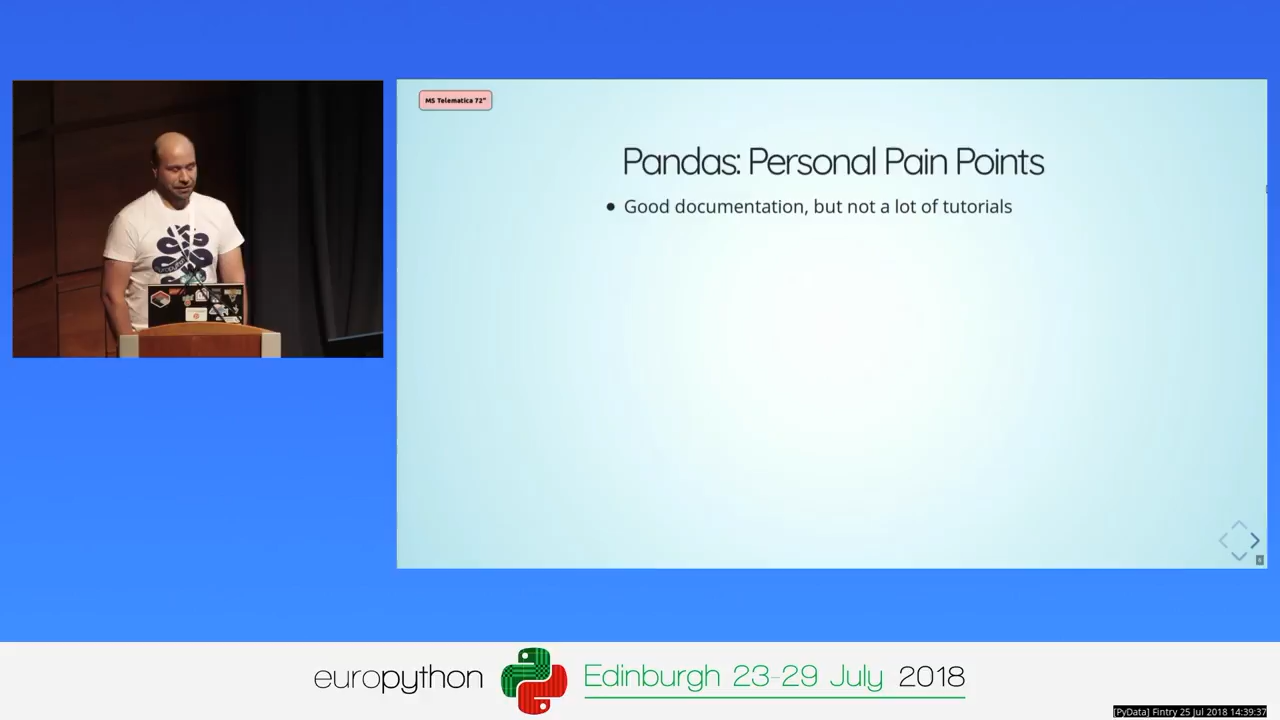 MS Telematica 72"
Pandas: Personal Pain Points
• Good documentation, but not a lot of tutorials
europython
Edinburgh 23-29 July 2018
[PyData] Fintry 25 Jul 2018 14:39:37